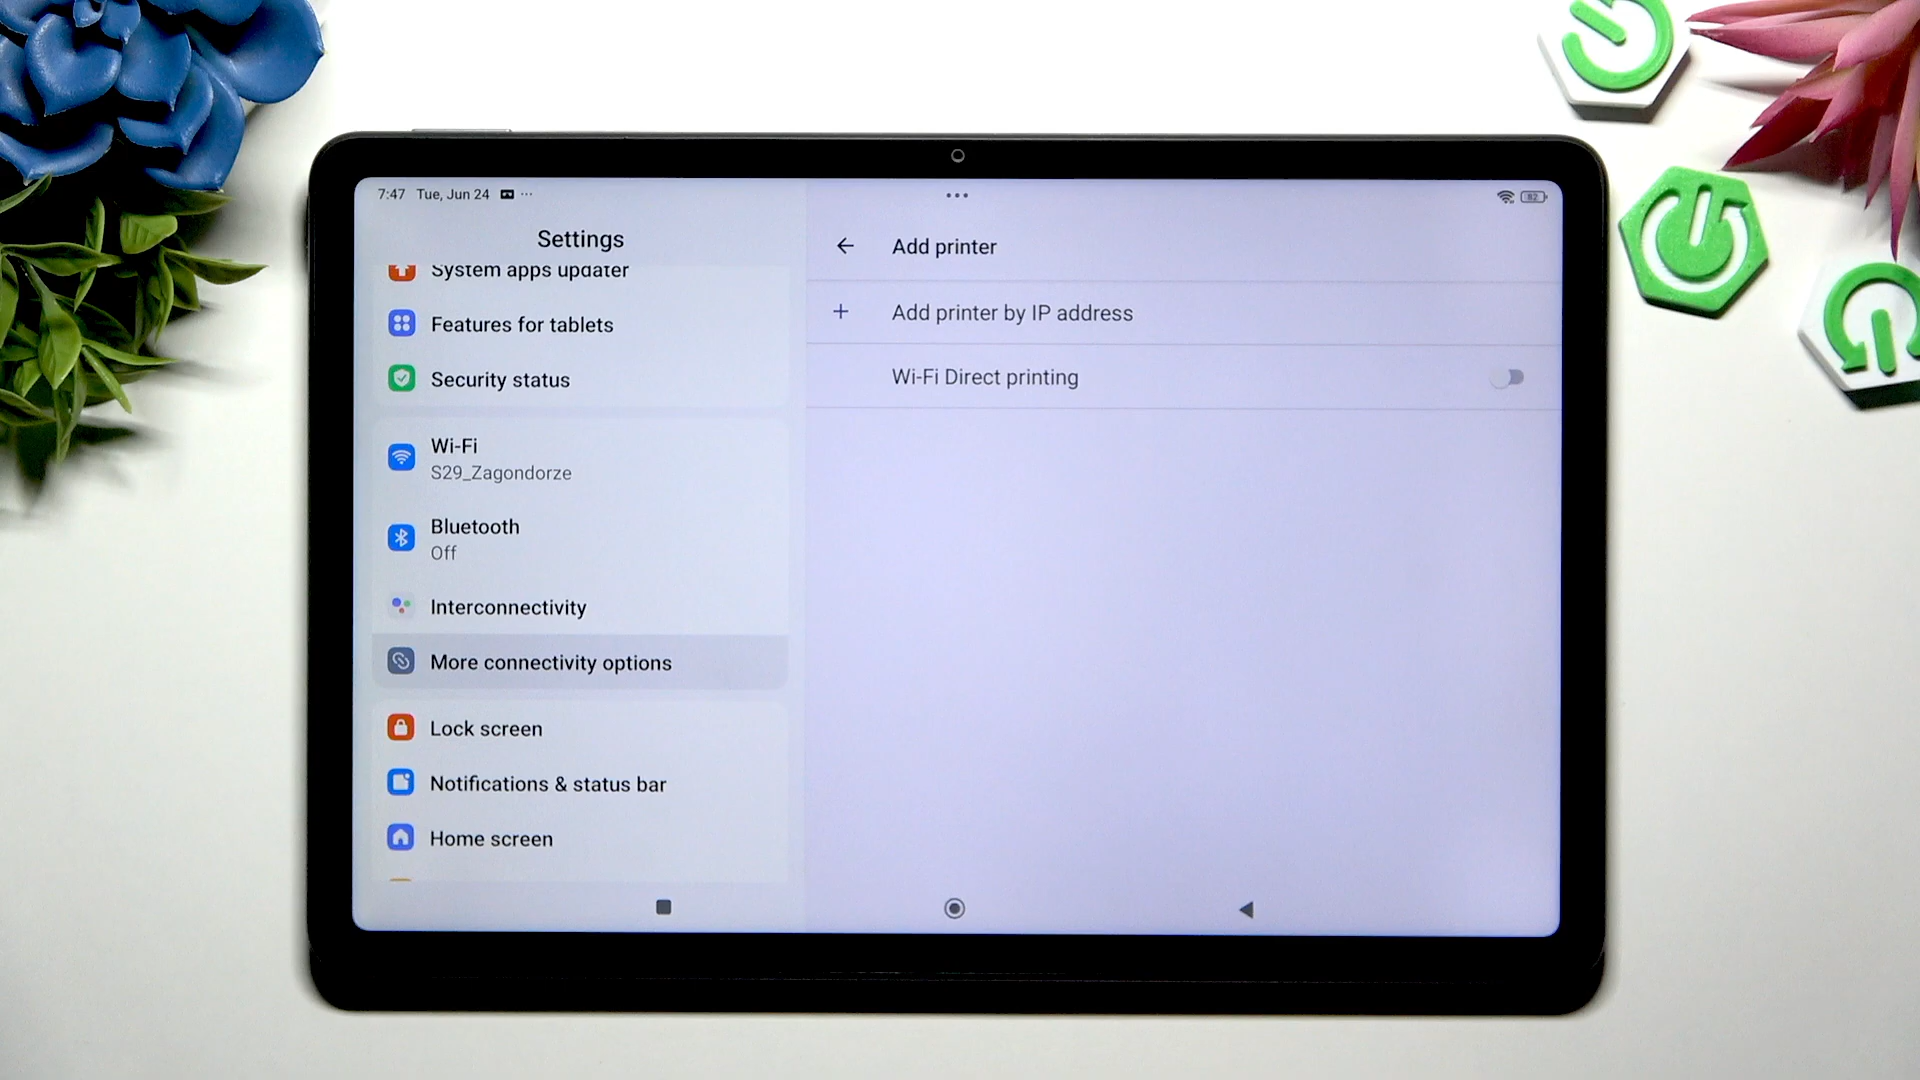 7:47 Tue, Jun 24
82
Settings
System apps updater
Features for tablets
Security status
Wi-Fi
S29_Zagondorze
Bluetooth
Off
Interconnectivity
More connectivity options
Lock screen
Notifications & status bar
Home screen
Add printer
Add printer by IP address
Wi-Fi Direct printing